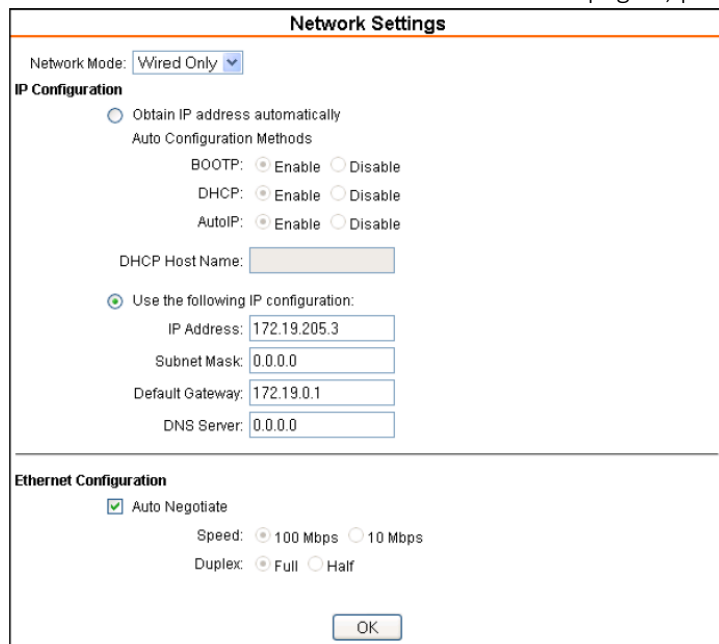 Network Settings
Network Mode: Wired Only
IP Configuration
Obtain IP address automatically
Auto Configuration Methods
BOOTP: Enable Disable
DHCP: Enable Disable
AutoIP: Enable Disable
DHCP Host Name:
Use the following IP configuration:
IP Address: 172.19.205.3
Subnet Mask: 0.0.0.0
Default Gateway: 172.19.0.1
DNS Server: 0.0.0.0
Ethernet Configuration
Auto Negotiate
Speed: 100 Mbps 10 Mbps
Duplex: Full Half
OK